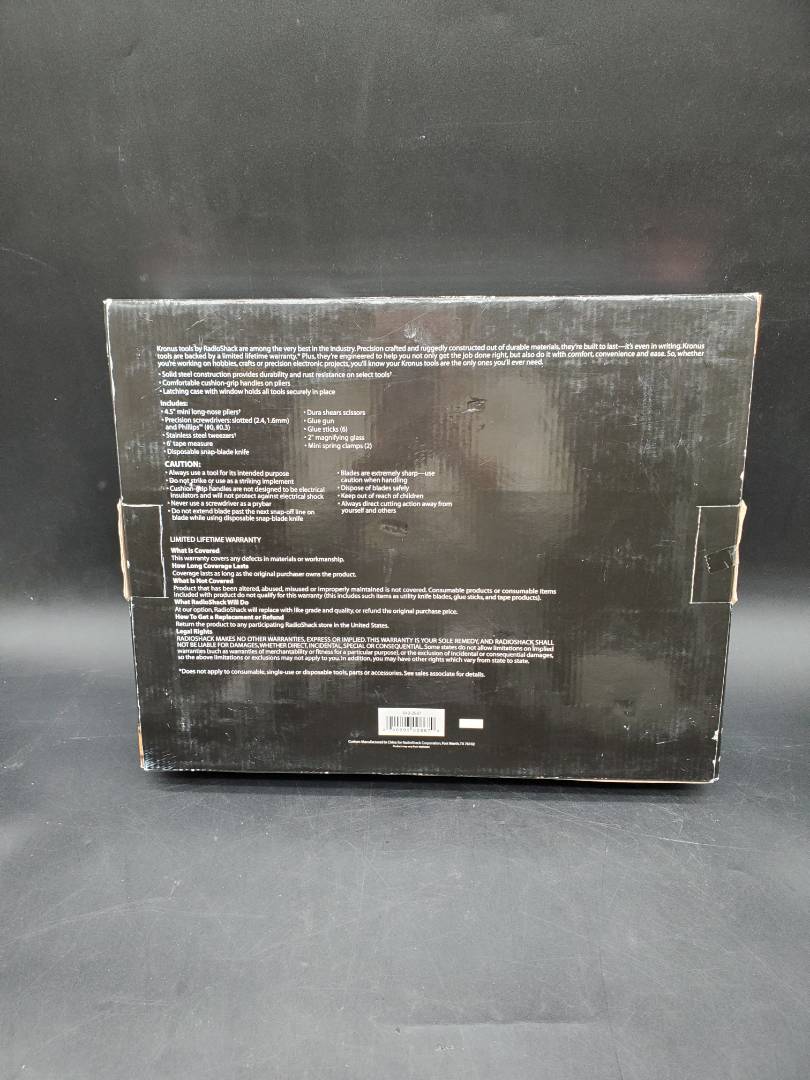 Kronus tools by RadioShack are among the very best in the industry. Precision crafted and ruggedly constructed out of durable materials, they're built to last—it's even in writing. Kronus
tools are backed by a limited lifetime warranty.* Plus, they're engineered to help you not only get the job done right, but also do it with comfort, convenience and ease. So, whether
you're working on hobbies, crafts or precision electronic projects, you'll know your Kronus tools are the only ones you'll ever need.
• Solid steel construction provides durability and rust resistance on select tools†
• Comfortable cushion-grip handles on pliers
• Latching case with window holds all tools securely in place
Includes:
• 4.5" mini long-nose pliers†
• Precision screwdrivers: slotted (2.4, 1.6mm)
and Phillips™ (#0, #0.3)
• Stainless steel tweezers†
• 6' tape measure
• Disposable snap-blade knife
• Dura shears scissors
• Glue gun
• Glue sticks (6)
• 2" magnifying glass
• Mini spring clamps (2)
CAUTION:
• Always use a tool for its intended purpose
• Do not strike or use as a striking implement
• Cushion-grip handles are not designed to be electrical
insulators and will not protect against electrical shock
• Never use a screwdriver as a prybar
• Do not extend blade past the next snap-off line on
blade while using disposable snap-blade knife
• Blades are extremely sharp—use
caution when handling
• Dispose of blades safely
• Keep out of reach of children
• Always direct cutting action away from
yourself and others
LIMITED LIFETIME WARRANTY
What is Covered
This warranty covers any defects in materials or workmanship.
How Long Coverage Lasts
Coverage lasts as long as the original purchaser owns the product.
What Is Not Covered
Product that has been altered, abused, misused or improperly maintained is not covered. Consumable products or consumable items
included with product do not qualify for this warranty (this includes such items as utility knife blades, glue sticks, and tape products).
What RadioShack Will Do
At our option, RadioShack will replace with like grade and quality, or refund the original purchase price.
How To Get a Replacement or Refund
Return the product to any participating RadioShack store in the United States.
Legal Rights
RADIOSHACK MAKES NO OTHER WARRANTIES, EXPRESS OR IMPLIED. THIS WARRANTY IS YOUR SOLE REMEDY, AND RADIOSHACK SHALL
NOT BE LIABLE FOR DAMAGES, WHETHER DIRECT, INCIDENTAL, SPECIAL OR CONSEQUENTIAL. Some states do not allow limitations on implied
warranties (such as warranties of merchantability or fitness for a particular purpose), or the exclusion of incidental or consequential damages,
so the above limitations or exclusions may not apply to you. In addition, you may have other rights which vary from state to state.
*Does not apply to consumable, single-use or disposable tools, parts or accessories. See sales associate for details.
Custom Manufactured in China for RadioShack Corporation, Fort Worth, TX 76102